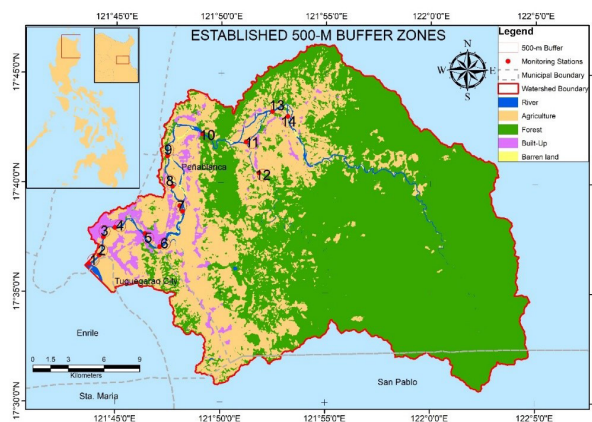 121°45'0"E 121°50'0"E 121°55'0"E 122°0'0"E 122°5'0"E
ESTABLISHED 500-M BUFFER ZONES
Legend
500-m Buffer
Monitoring Stations
Municipal Boundary
Watershed Boundary
River
Agriculture
Forest
Built-Up
Barren land
N
W E
S
17°45'0"N
17°40'0"N
17°35'0"N
17°30'0"N
13
14
10
11
9
Peñablanca
12
8
7
4
3
5
6
2
1
Tuguegarao City
Enrile
0 1.5 3 6 9
Kilometers
San Pablo
Sta. Maria
121°45'0"E 121°50'0"E 121°55'0"E 122°0'0"E 122°5'0"E